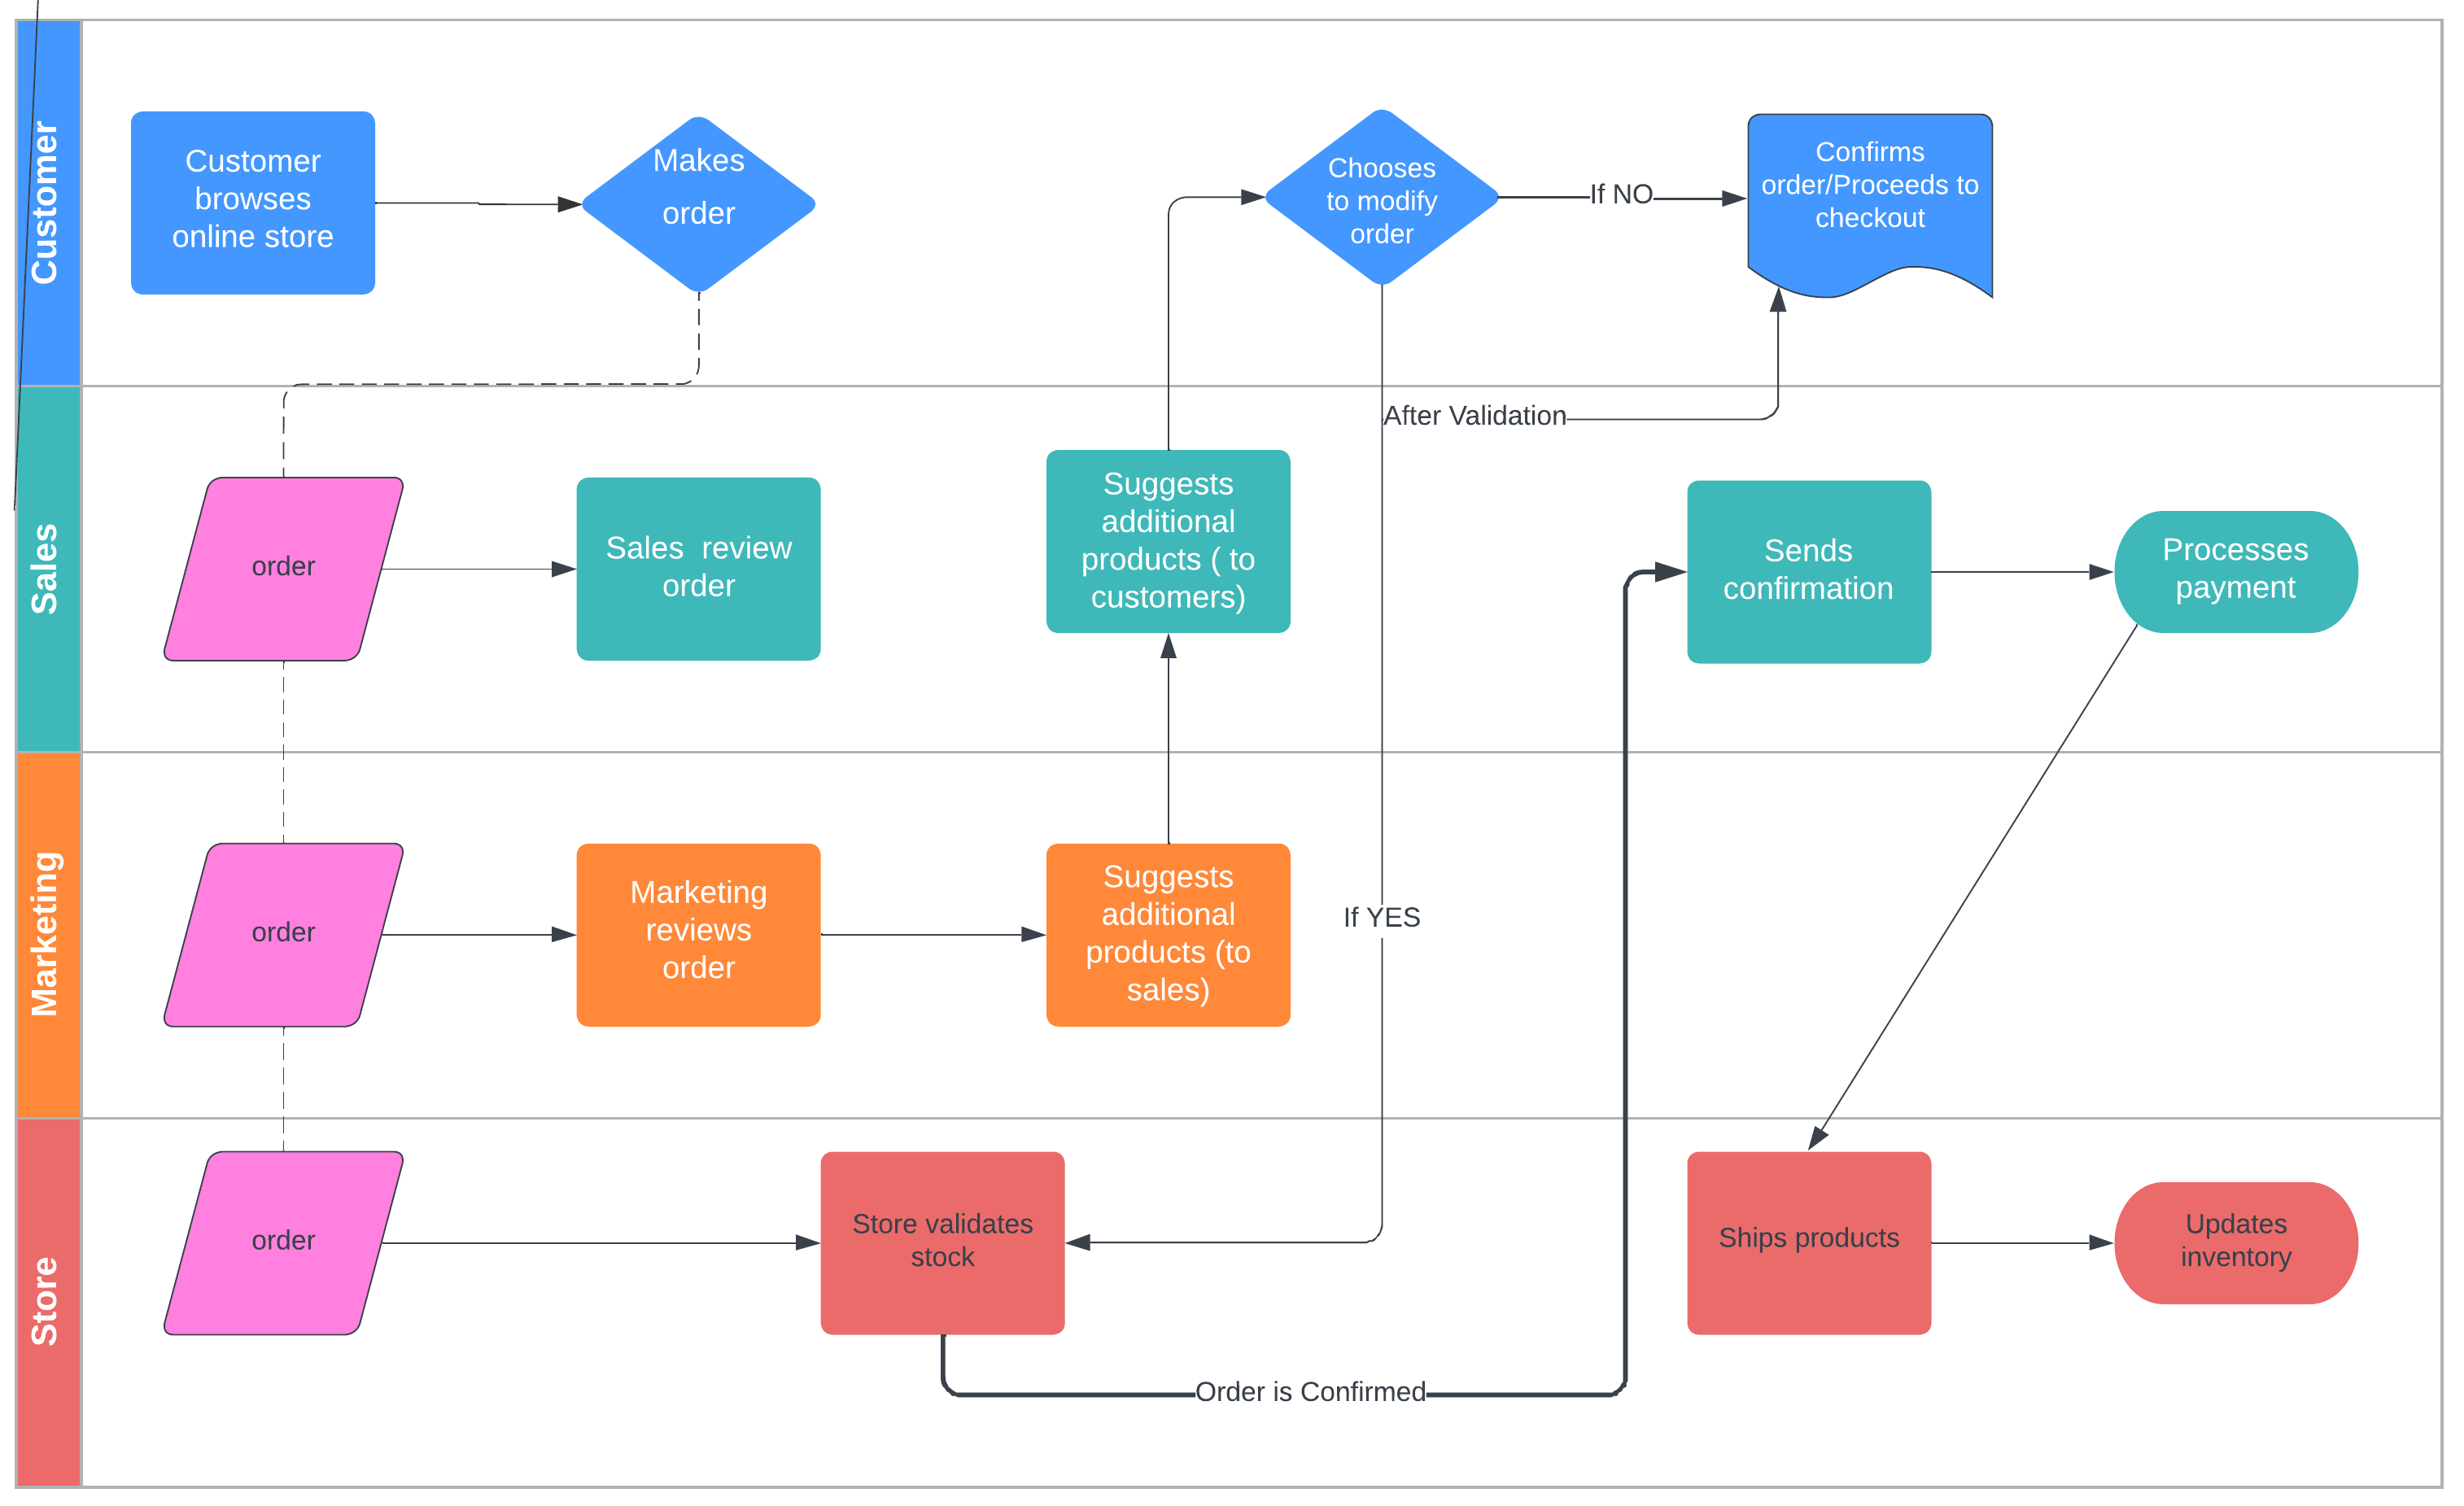 Customer
Customer
browses
online store
Makes
order
Chooses
to modify
order
If NO
Confirms
order/Proceeds to
checkout
After Validation
Sales
order
Sales  review
order
Suggests
additional
products ( to
customers)
Sends
confirmation
Processes
payment
Marketing
order
Marketing
reviews
order
Suggests
additional
products (to
sales)
If YES
Store
order
Store validates
stock
Ships products
Updates
inventory
Order is Confirmed